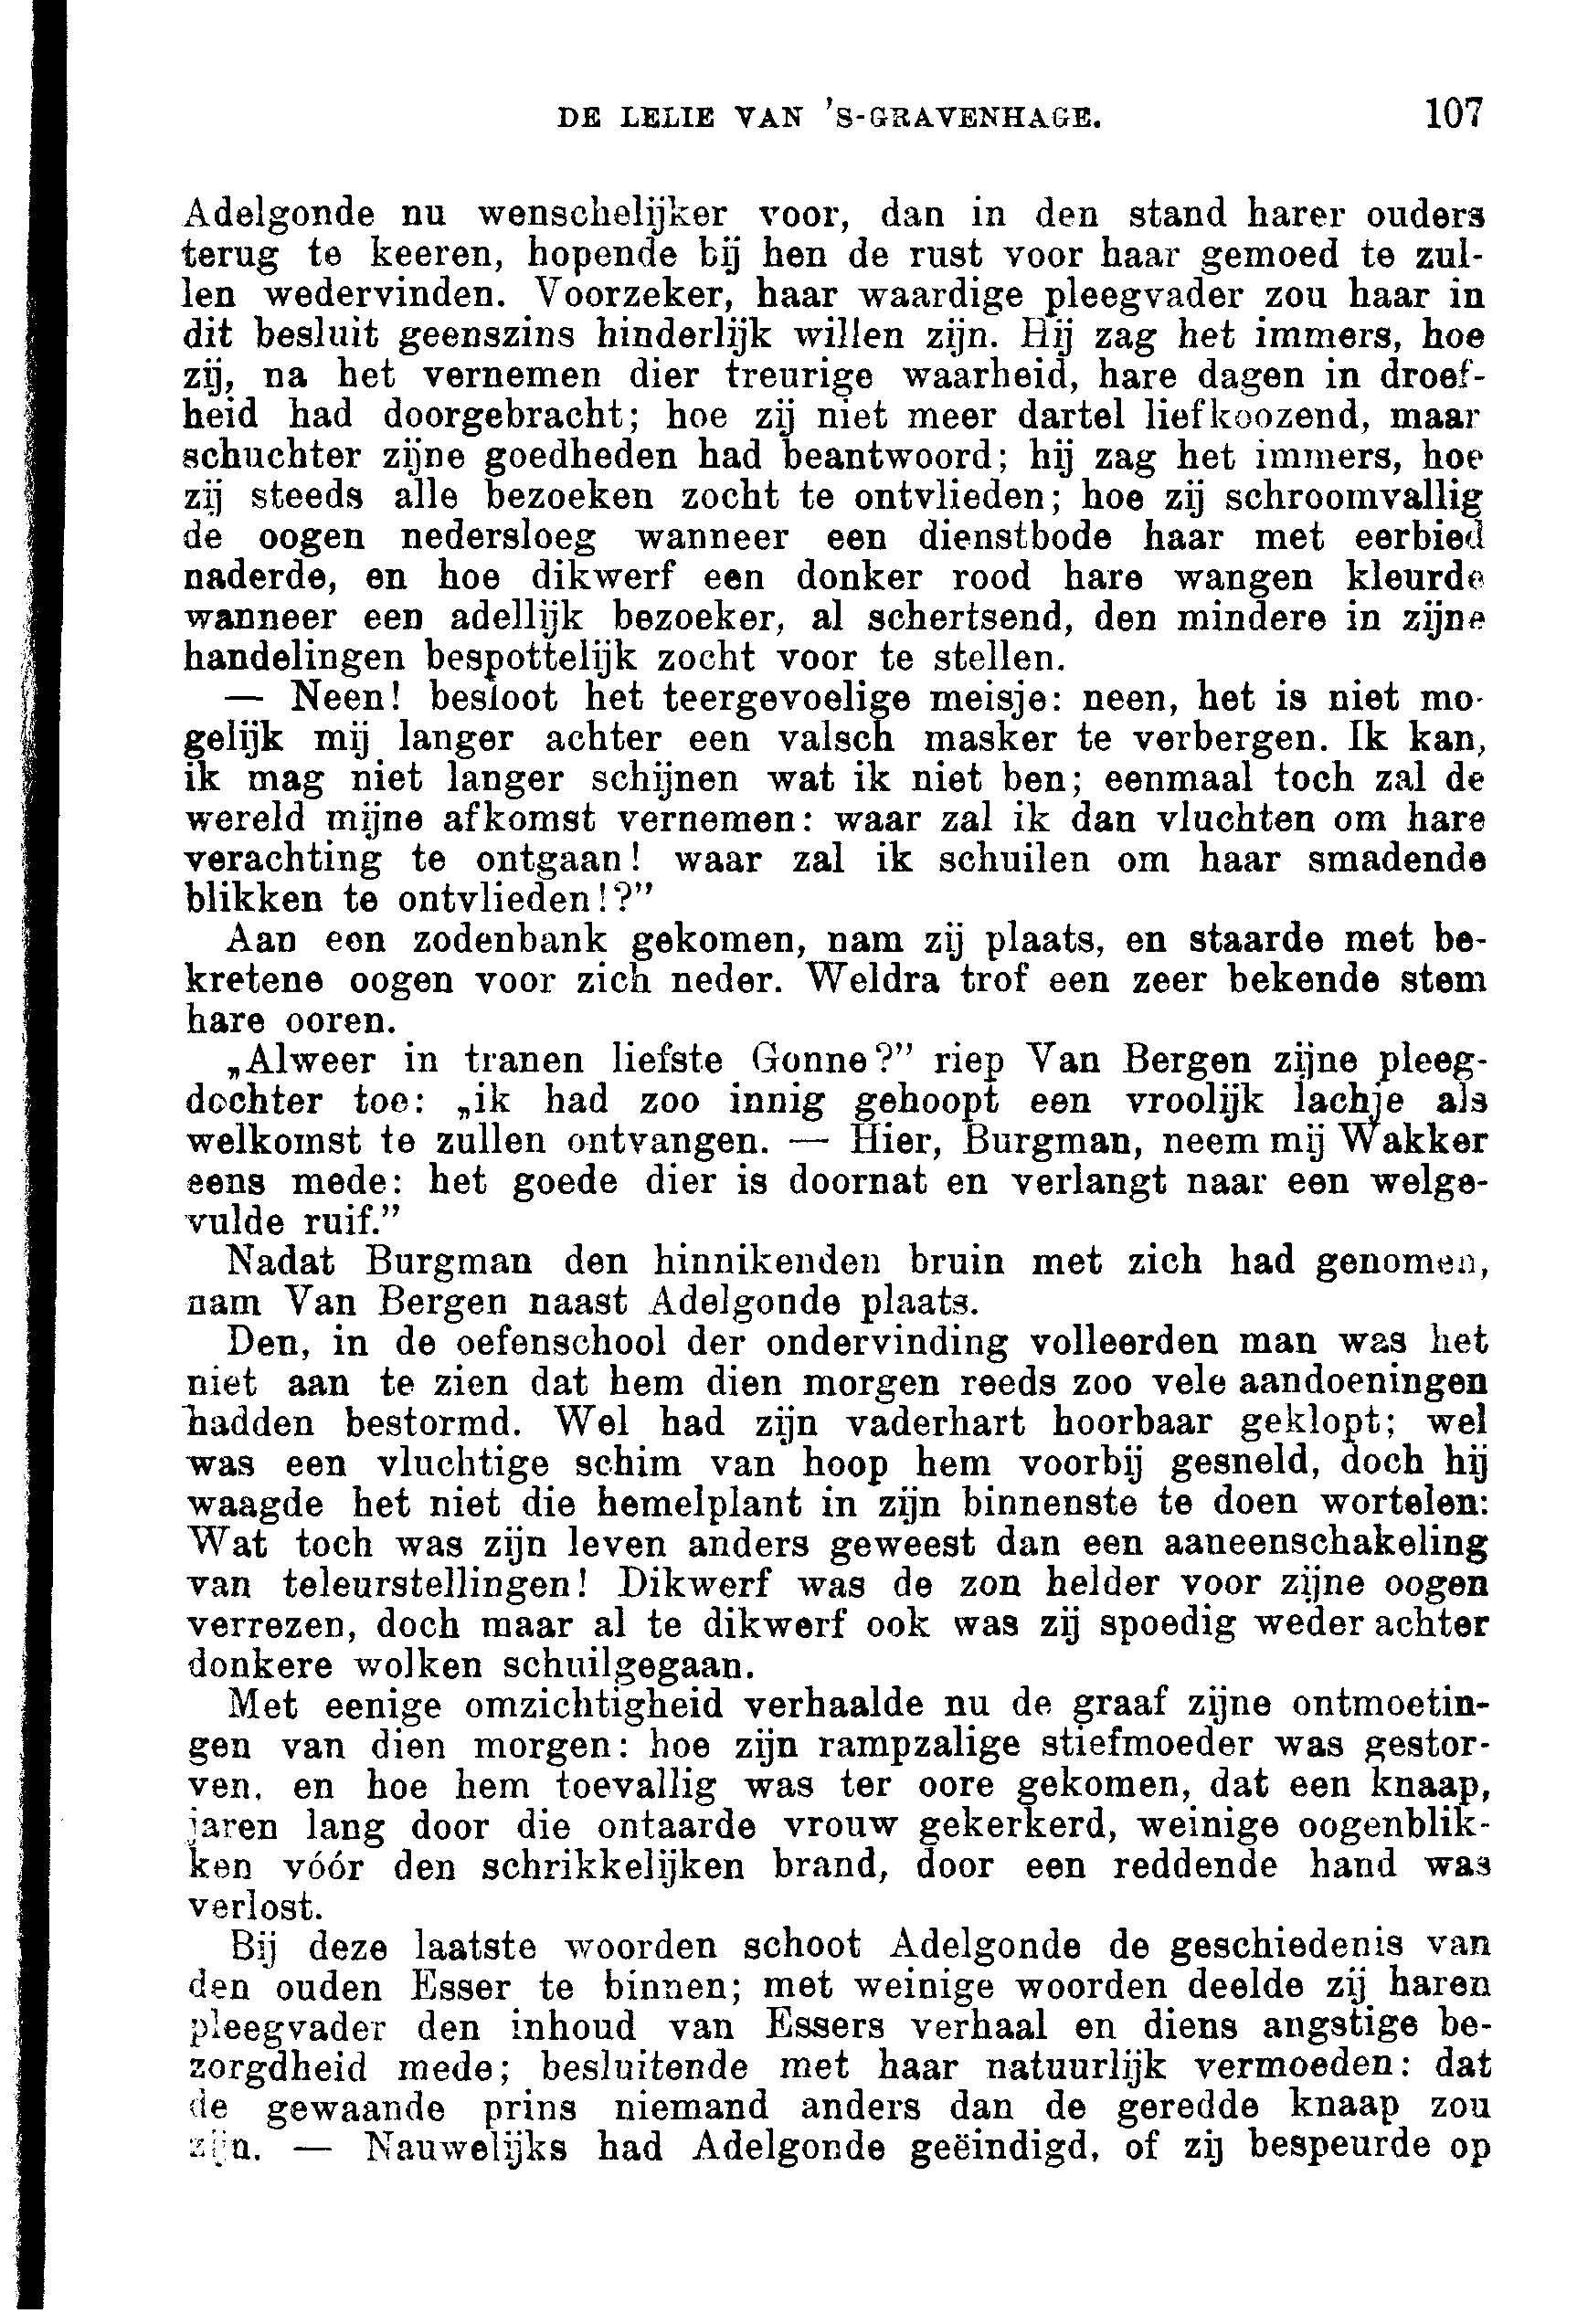 DE LELIE VAN 'S-GRAVENHAGE. 107
Adelgonde nu wenschelijker voor, dan in den stand harer ouders
terug te keeren, hopende bij hen de rust voor haar gemoed te zul-
len wedervinden. Voorzeker, haar waardige pleegvader zou haar in
dit besluit geenszins hinderlijk willen zijn. Hij zag het immers, hoe
zij, na het vernemen dier treurige waarheid, hare dagen in droef-
heid had doorgebracht; hoe zij niet meer dartel liefkoozend, maar
schuchter zijne goedheden had beantwoord; hij zag het immers, hoe
zij steeds alle bezoeken zocht te ontvlieden; hoe zij schroomvallig
de oogen nedersloeg wanneer een dienstbode haar met eerbied
naderde, en hoe dikwerf een donker rood hare wangen kleurde
wanneer een adellijk bezoeker, al schertsend, den mindere in zijne
handelingen bespottelijk zocht voor te stellen.
— Neen! besloot het teergevoelige meisje: neen, het is niet mo-
gelijk mij langer achter een valsch masker te verbergen. Ik kan,
ik mag niet langer schijnen wat ik niet ben; eenmaal toch zal de
wereld mijne afkomst vernemen: waar zal ik dan vluchten om hare
verachting te ontgaan! waar zal ik schuilen om haar smadende
blikken te ontvlieden!?”
Aan een zodenbank gekomen, nam zij plaats, en staarde met be-
kretene oogen voor zich neder. Weldra trof een zeer bekende stem
hare ooren.
„Alweer in tranen liefste Gonne?” riep Van Bergen zijne pleeg-
dochter toe: „ik had zoo innig gehoopt een vroolijk lachje als
welkomst te zullen ontvangen. — Hier, Burgman, neem mij Wakker
eens mede: het goede dier is doornat en verlangt naar een welge-
vulde ruif.”
Nadat Burgman den hinnikenden bruin met zich had genomen,
nam Van Bergen naast Adelgonde plaats.
Den, in de oefenschool der ondervinding volleerden man was het
niet aan te zien dat hem dien morgen reeds zoo vele aandoeningen
hadden bestormd. Wel had zijn vaderhart hoorbaar geklopt; wel
was een vluchtige schim van hoop hem voorbij gesneld, doch hij
waagde het niet die hemelplant in zijn binnenste te doen wortelen:
Wat toch was zijn leven anders geweest dan een aaneenschakeling
van teleurstellingen! Dikwerf was de zon helder voor zijne oogen
verrezen, doch maar al te dikwerf ook was zij spoedig weder achter
donkere wolken schuilgegaan.
Met eenige omzichtigheid verhaalde nu de graaf zijne ontmoetin-
gen van dien morgen: hoe zijn rampzalige stiefmoeder was gestor-
ven, en hoe hem toevallig was ter oore gekomen, dat een knaap,
jaren lang door die ontaarde vrouw gekerkerd, weinige oogenblik-
ken vóór den schrikkelijken brand, door een reddende hand was
verlost.
Bij deze laatste woorden schoot Adelgonde de geschiedenis van
den ouden Esser te binnen; met weinige woorden deelde zij haren
pleegvader den inhoud van Essers verhaal en diens angstige be-
zorgdheid mede; besluitende met haar natuurlijk vermoeden: dat
de gewaande prins niemand anders dan de geredde knaap zou
zijn. — Nauwelijks had Adelgonde geëindigd, of zij bespeurde op